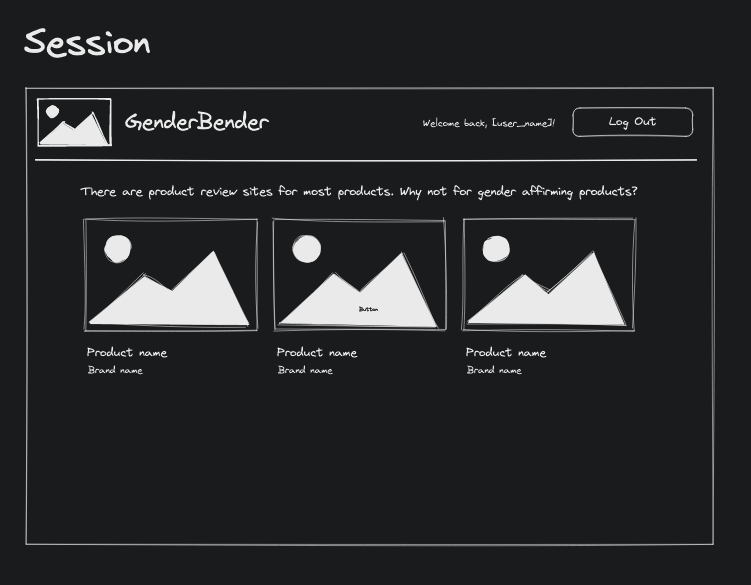 Session
GenderBender
Welcome back, [user_name]!
Log Out
There are product review sites for most products. Why not for gender affirming products?
Button
Product name
Brand name
Product name
Brand name
Product name
Brand name